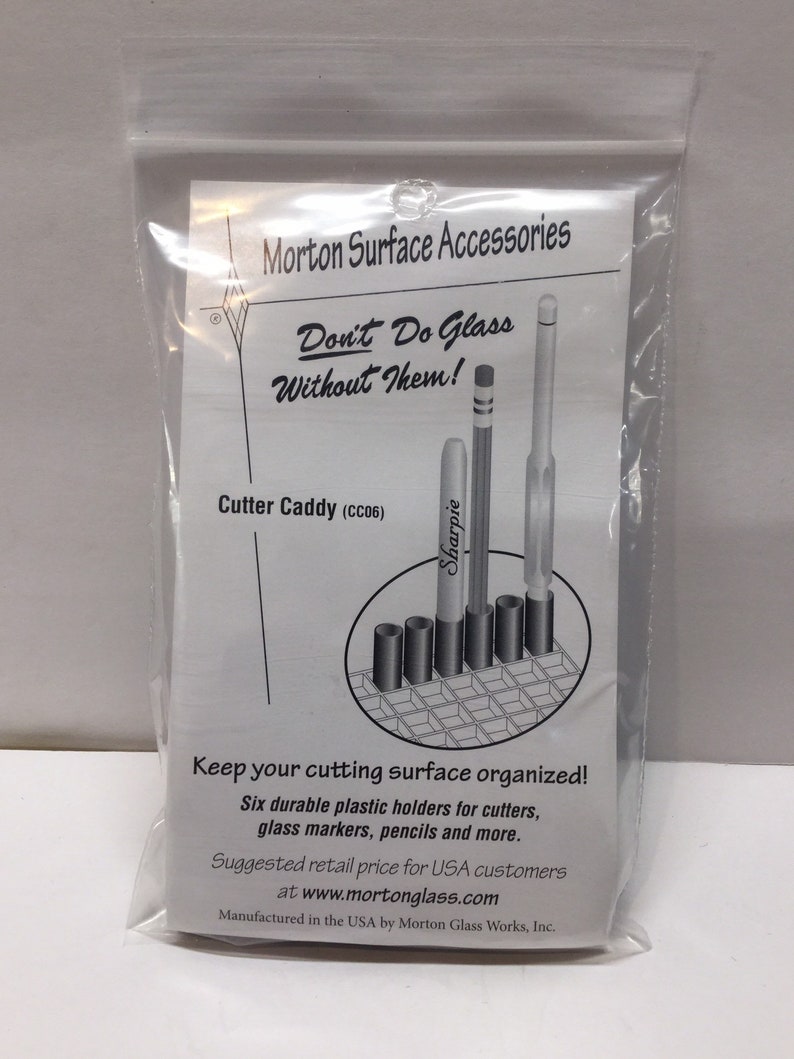 Morton Surface Accessories
®
Don't Do Glass
Without Them!
Cutter Caddy (CC06)
Sharpie
Keep your cutting surface organized!
Six durable plastic holders for cutters,
glass markers, pencils and more.
Suggested retail price for USA customers
at www.mortonglass.com
Manufactured in the USA by Morton Glass Works, Inc.